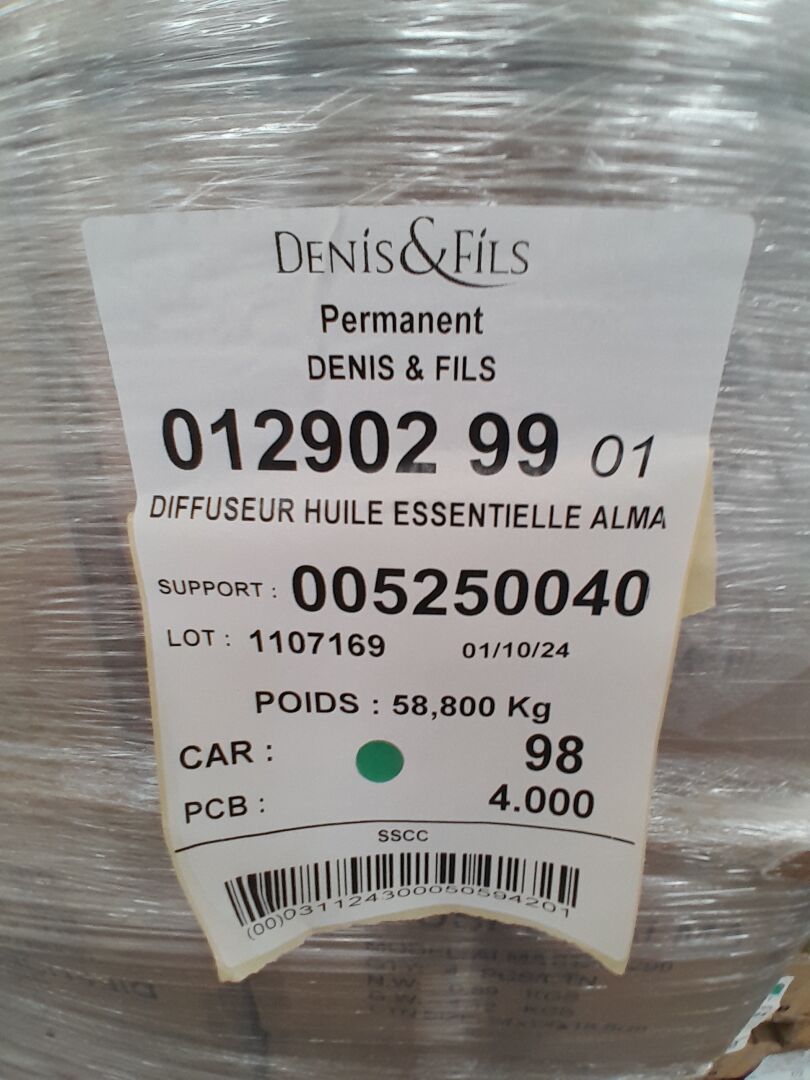 DENIS&FILS
Permanent
DENIS & FILS
012902 99 01
DIFFUSEUR HUILE ESSENTIELLE ALMA
SUPPORT : 005250040
LOT : 1107169 01/10/24
POIDS : 58,800 Kg
CAR : 98
PCB : 4.000
SSCC
(00)031124300050594201